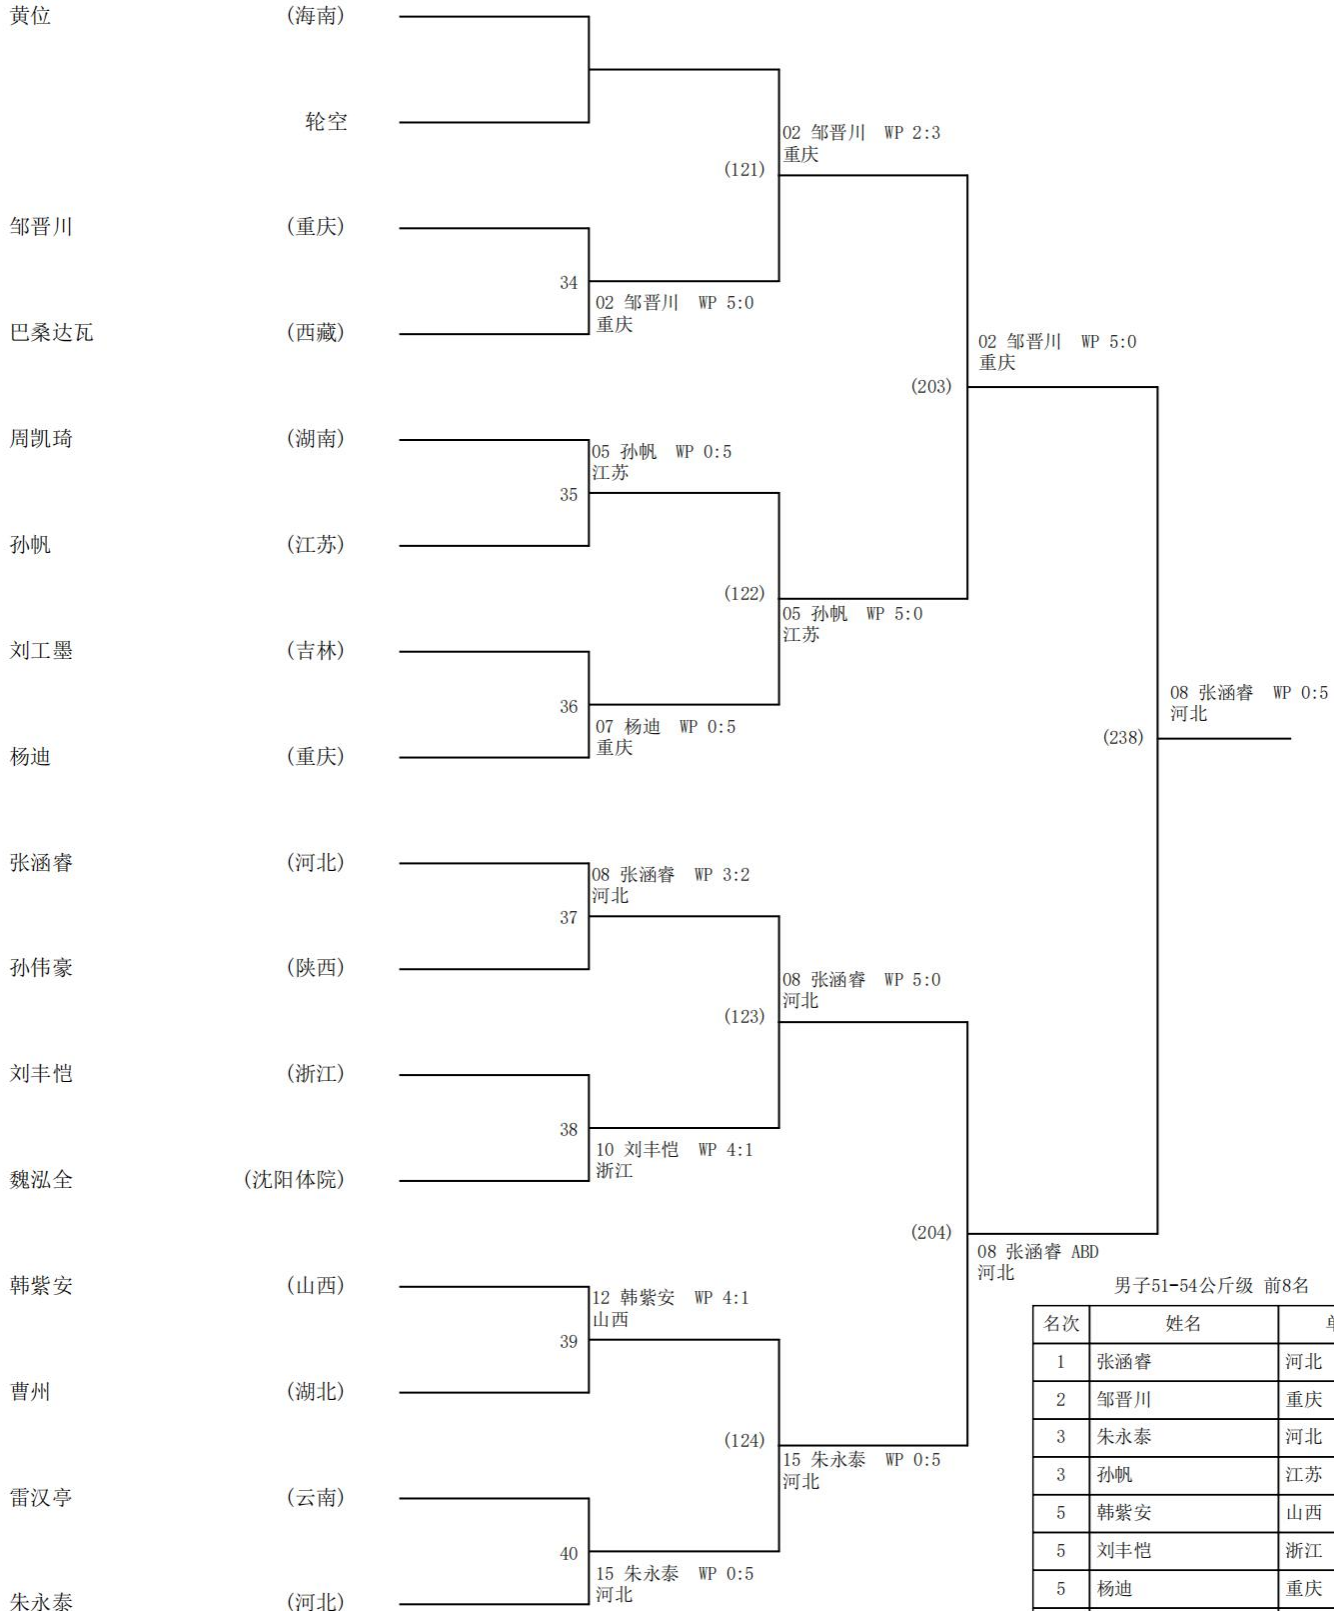 黄位 (海南)
轮空
02 邹晋川 WP 2:3
重庆
(121)
邹晋川 (重庆)
34
02 邹晋川 WP 5:0
重庆
巴桑达瓦 (西藏)
02 邹晋川 WP 5:0
重庆
(203)
周凯琦 (湖南)
05 孙帆 WP 0:5
江苏
35
孙帆 (江苏)
(122)
05 孙帆 WP 5:0
江苏
刘工墨 (吉林)
36
07 杨迪 WP 0:5
重庆
杨迪 (重庆)
08 张涵睿 WP 0:5
河北
(238)
张涵睿 (河北)
08 张涵睿 WP 3:2
河北
37
孙伟豪 (陕西)
08 张涵睿 WP 5:0
河北
(123)
刘丰恺 (浙江)
38
10 刘丰恺 WP 4:1
浙江
魏泓全 (沈阳体院)
(204)
08 张涵睿 ABD
河北
韩紫安 (山西)
12 韩紫安 WP 4:1
山西
39
曹州 (湖北)
(124)
15 朱永泰 WP 0:5
河北
雷汉亭 (云南)
40
15 朱永泰 WP 0:5
河北
朱永泰 (河北)
男子51-54公斤级 前8名
名次 姓名
1 张涵睿 河北
2 邹晋川 重庆
3 朱永泰 河北
3 孙帆 江苏
5 韩紫安 山西
5 刘丰恺 浙江
5 杨迪 重庆